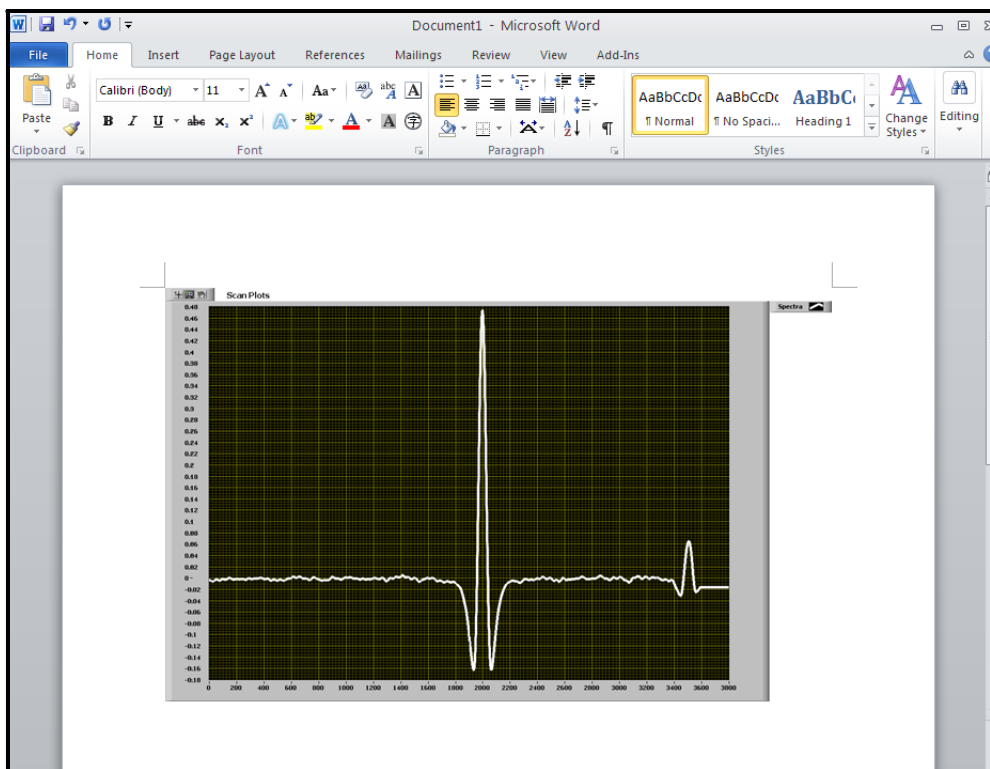 Document1 - Microsoft Word
File Home Insert Page Layout References Mailings Review View Add-Ins
Paste
Calibri (Body) 11 A A Aa abc A A
B I U abc x₂ x² A ab A A 字
A Z ¶
AaBbCcDc AaBbCcDc AaBbC
¶ Normal ¶ No Spaci... Heading 1
Change Styles
Editing
Clipboard Font Paragraph Styles
Scan Plots
Spectra
0.48
0.46
0.44
0.42
0.4
0.38
0.36
0.34
0.32
0.3
0.28
0.26
0.24
0.22
0.2
0.18
0.16
0.14
0.12
0.1
0.08
0.06
0.04
0.02
0
-0.02
-0.04
-0.06
-0.08
-0.1
-0.12
-0.14
-0.16
-0.18
0 200 400 600 800 1000 1200 1400 1600 1800 2000 2200 2400 2600 2800 3000 3200 3400 3600 3800